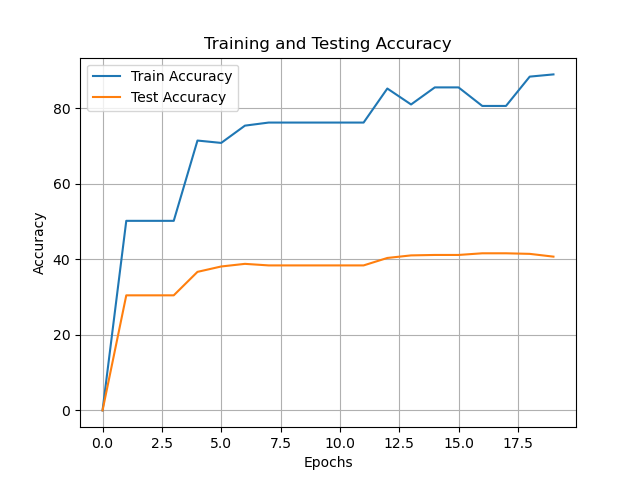 Training and Testing Accuracy
Train Accuracy
Test Accuracy
80
60
40
20
0
Accuracy
0.0 2.5 5.0 7.5 10.0 12.5 15.0 17.5
Epochs